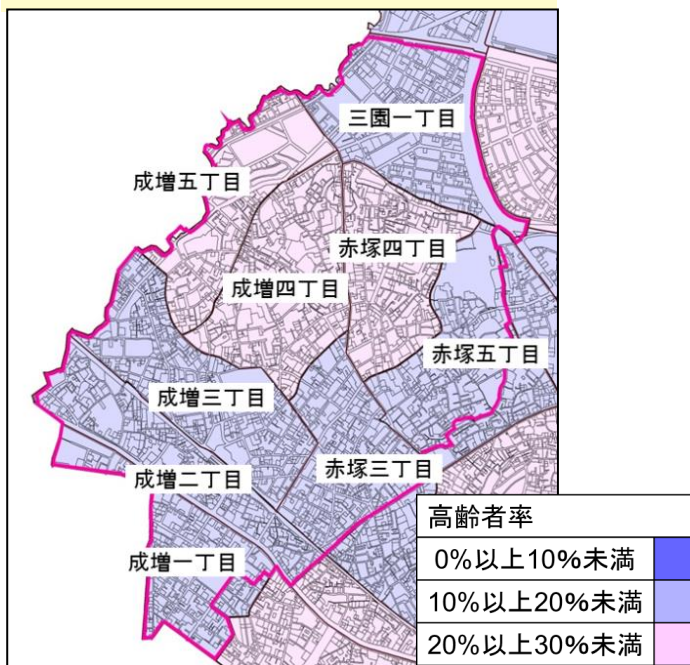 三園一丁目
成増五丁目
赤塚四丁目
成増四丁目
赤塚五丁目
成増三丁目
赤塚三丁目
成増二丁目
成増一丁目
高齢者率
0%以上10%未満
10%以上20%未満
20%以上30%未満